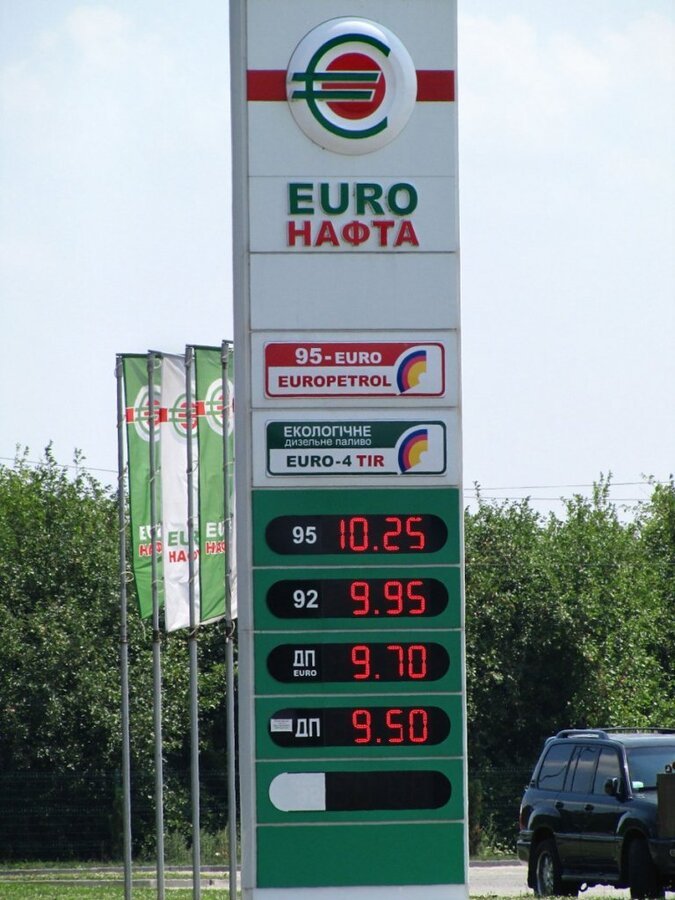 EURO
НАФТА
95-EURO
EUROPETROL
ЕКОЛОГІЧНЕ
дизельне паливо
EURO-4 TIR
95 10.25
92 9.95
ДП 9.70
EURO
ДП 9.50